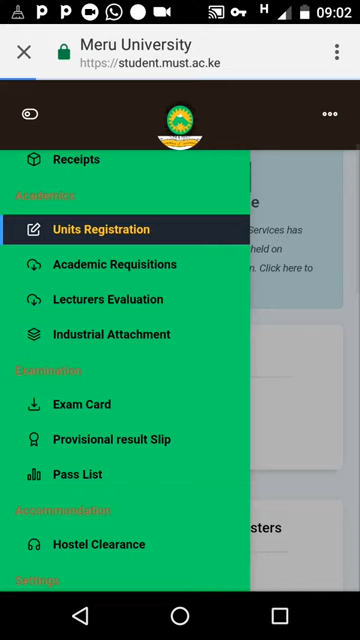 H 09:02
Meru University
https://student.must.ac.ke
Receipts
Academics
Units Registration
Academic Requisitions
Lecturers Evaluation
Industrial Attachment
Examination
Exam Card
Provisional result Slip
Pass List
Accommodation
Hostel Clearance
Settings
e
Services has
held on
n. Click here to
sters